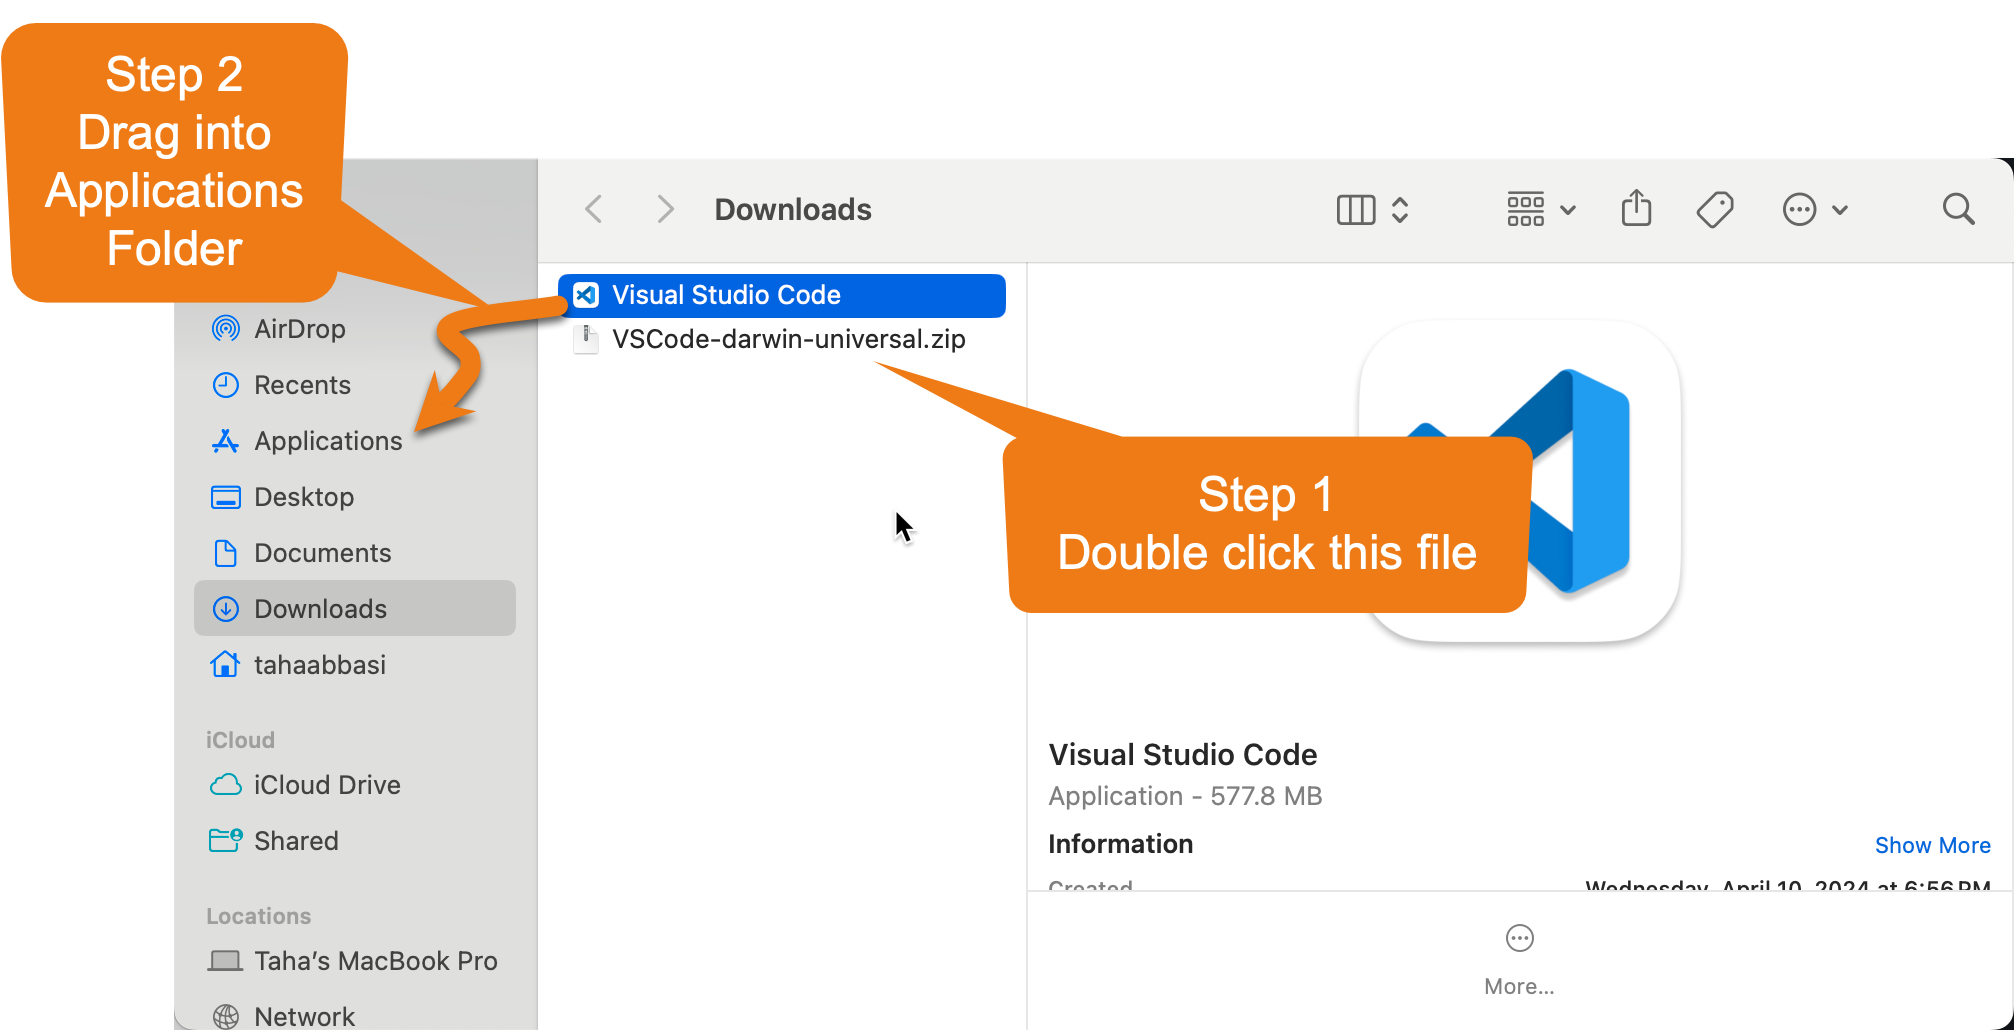 Step 2
Drag into
Applications
Folder
Downloads
AirDrop
Recents
Applications
Desktop
Documents
Downloads
tahaabbasi
iCloud
iCloud Drive
Shared
Locations
Taha’s MacBook Pro
Network
Visual Studio Code
VSCode-darwin-universal.zip
Step 1
Double click this file
Visual Studio Code
Application - 577.8 MB
Information
Show More
Created
Wednesday, April 10, 2024 at 6:56 PM
More...